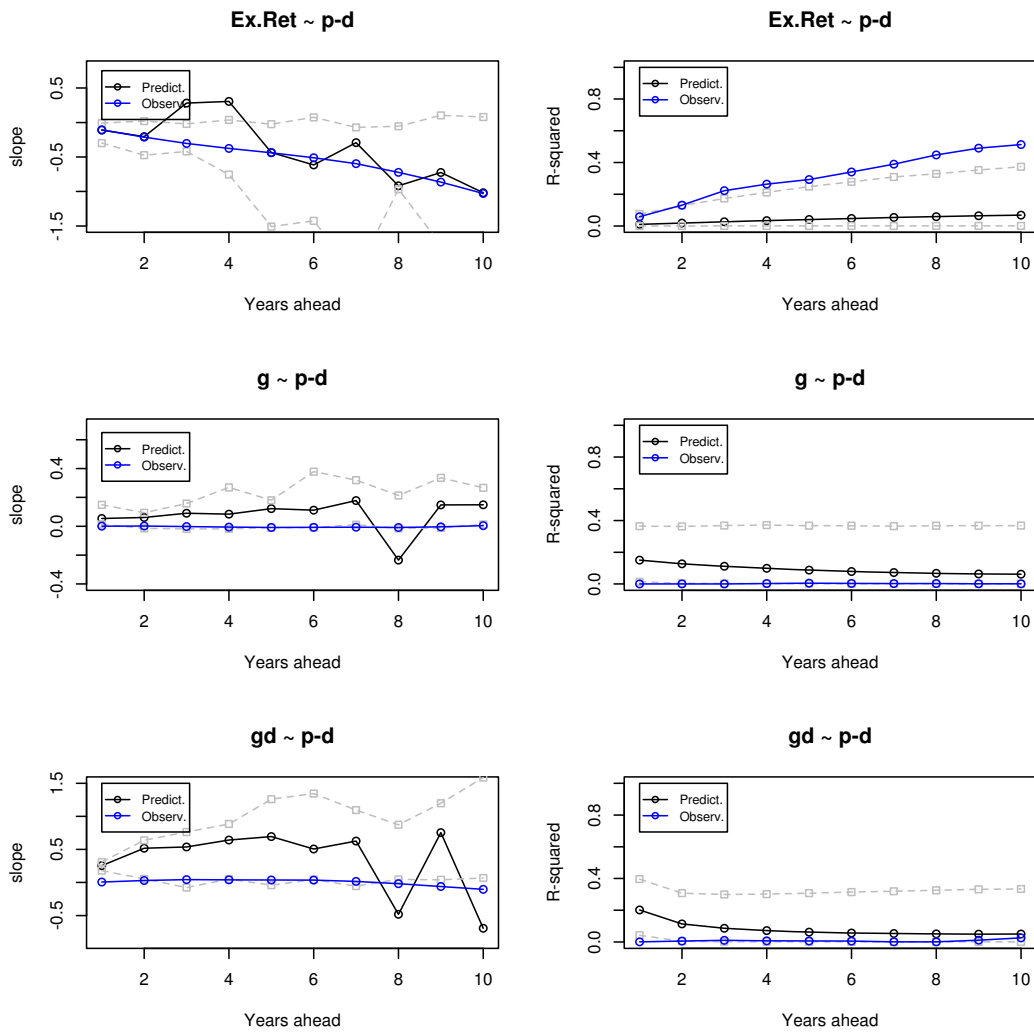 Ex.Ret ~ p-d
slope
0.5
-0.5
-1.5
Predict.
Observ.
2 4 6 8 10
Years ahead
Ex.Ret ~ p-d
R-squared
0.8
0.4
0.0
Predict.
Observ.
2 4 6 8 10
Years ahead
g ~ p-d
slope
0.4
0.0
-0.4
Predict.
Observ.
2 4 6 8 10
Years ahead
g ~ p-d
R-squared
0.8
0.4
0.0
Predict.
Observ.
2 4 6 8 10
Years ahead
gd ~ p-d
slope
1.5
0.5
-0.5
Predict.
Observ.
2 4 6 8 10
Years ahead
gd ~ p-d
R-squared
0.8
0.4
0.0
Predict.
Observ.
2 4 6 8 10
Years ahead